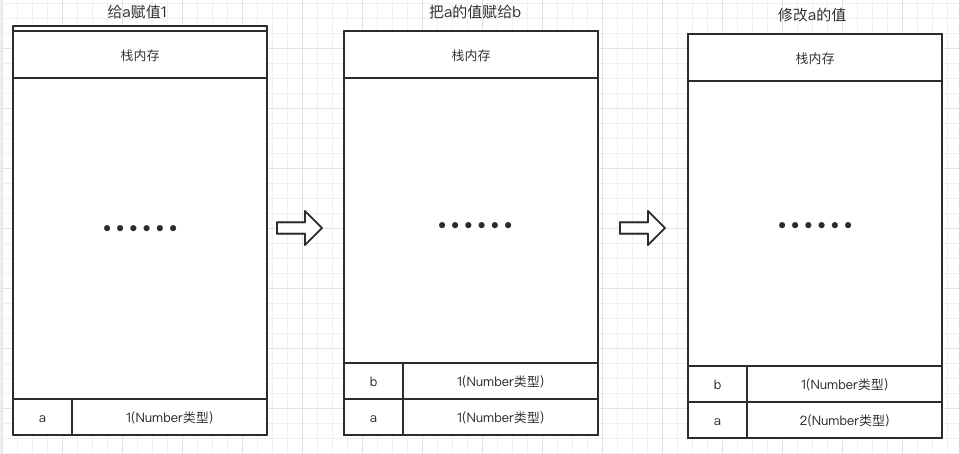 给a赋值1
栈内存
......
a
1(Number类型)
把a的值赋给b
栈内存
......
b
1(Number类型)
a
1(Number类型)
修改a的值
栈内存
......
b
1(Number类型)
a
2(Number类型)